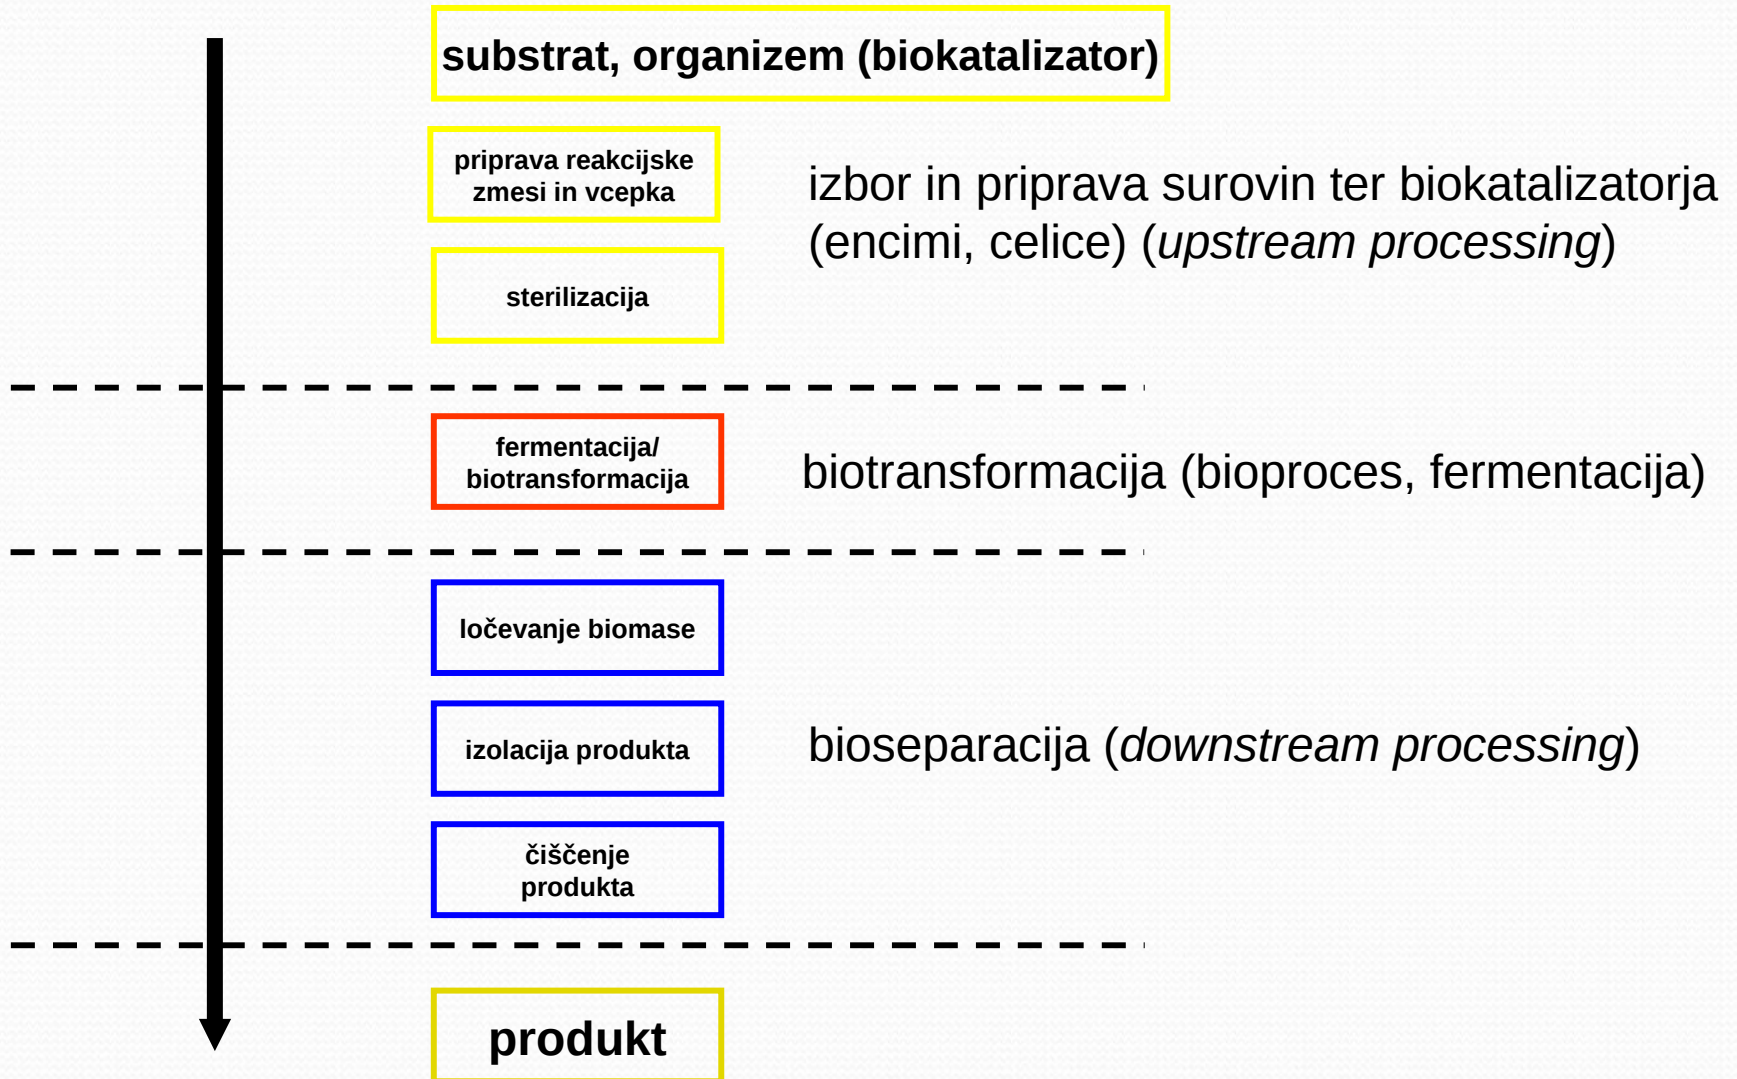 substrat, organizem (biokatalizator)
priprava reakcijske
zmesi in vcepka
izbor in priprava surovin ter biokatalizatorja
(encimi, celice) (upstream processing)
sterilizacija
fermentacija/
biotransformacija
biotransformacija (bioproces, fermentacija)
ločevanje biomase
izolacija produkta
bioseparacija (downstream processing)
čiščenje
produkta
produkt